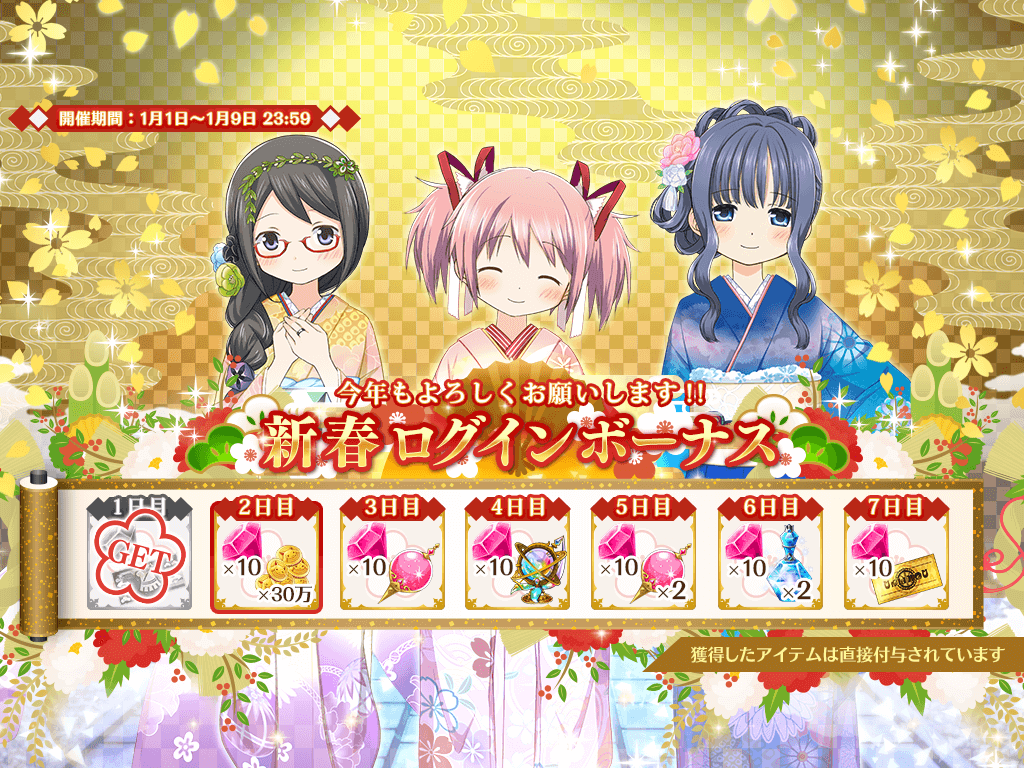 開催期間：1月1日～1月9日 23:59
今年もよろしくお願いします!!
新春ログインボーナス
1日目
GET
2日目
×10
×30万
3日目
×10
4日目
×10
5日目
×10
×2
6日目
×10
×2
7日目
×10
獲得したアイテムは直接付与されています